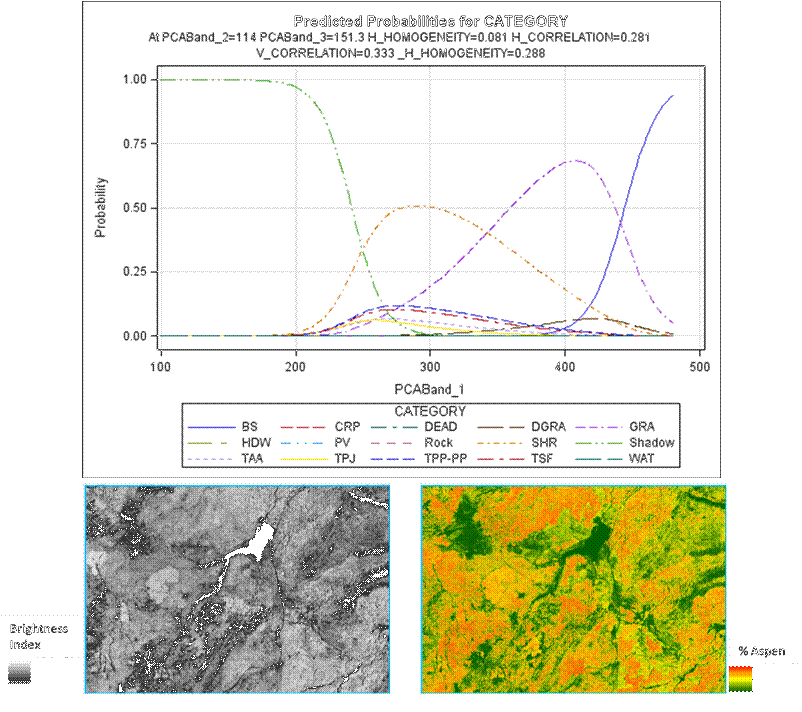 Predicted Probabilities for CATEGORY
At PCABand_2=114 PCABand_3=151.3 H_HOMOGENEITY=0.081 H_CORRELATION=0.281
V_CORRELATION=0.333 _H_HOMOGENEITY=0.288
1.00
0.75
0.50
0.25
0.00
Probability
100 200 300 400 500
PCABand_1
CATEGORY
BS CRP DEAD DGRA GRA
HDW PV Rock SHR Shadow
TAA TPJ TPP-PP TSF WAT
Brightness
Index
% Aspen